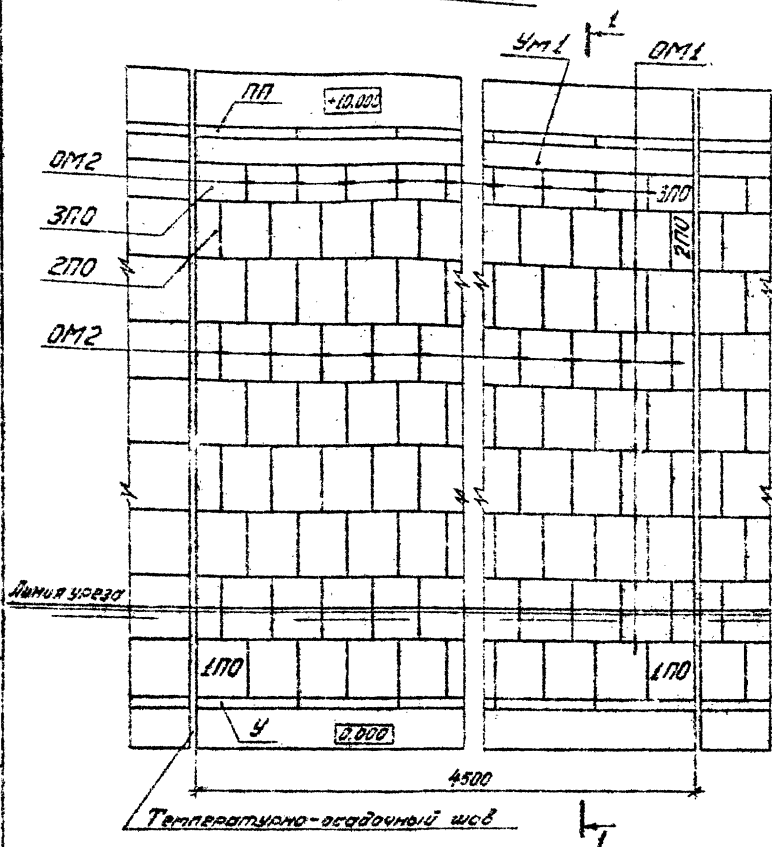 1
УМ1
ОМ1
ПП
+10.000
ОМ2
3ПО
3ПО
2ПО
2ПО
ОМ2
Линия уреза
1ПО
1ПО
У
0.000
4500
Температурно-осадочный шов
1